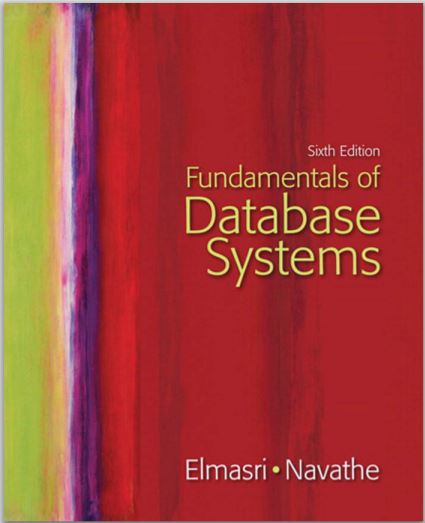 Sixth Edition
Fundamentals of
Database
Systems
Elmasri • Navathe